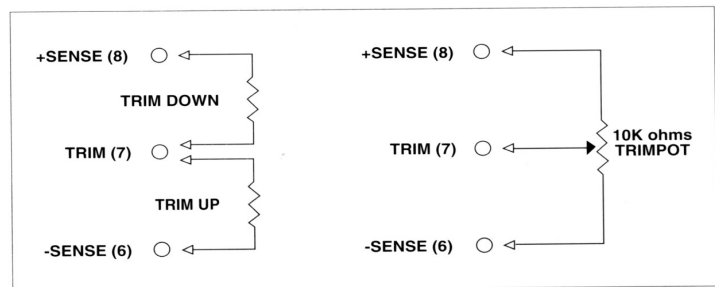 +SENSE (8)
TRIM DOWN
TRIM (7)
TRIM UP
-SENSE (6)
+SENSE (8)
10K ohms
TRIMPOT
TRIM (7)
-SENSE (6)